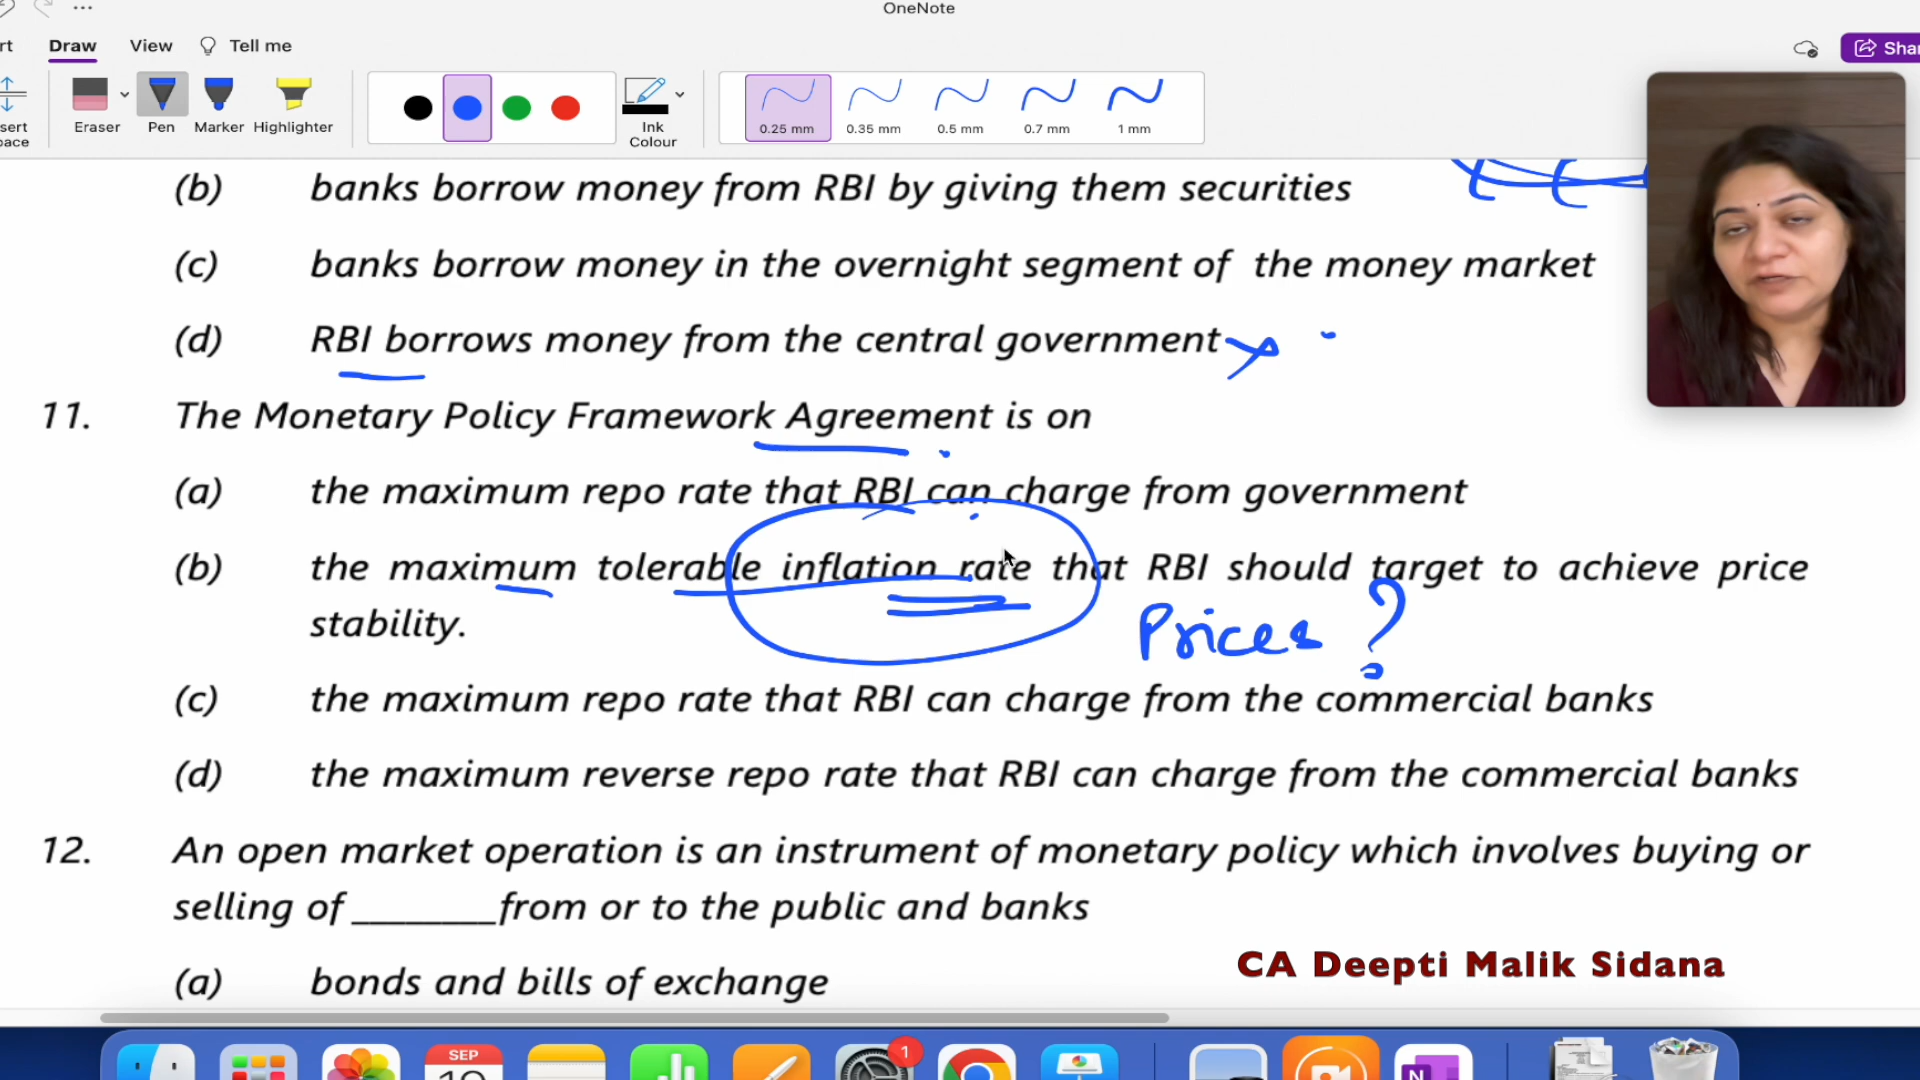 OneNote
Draw View Tell me
Share
Eraser Pen Marker Highlighter Ink Colour 0.25 mm 0.35 mm 0.5 mm 0.7 mm 1 mm
(b) banks borrow money from RBI by giving them securities
(c) banks borrow money in the overnight segment of the money market
(d) RBI borrows money from the central government
11. The Monetary Policy Framework Agreement is on
(a) the maximum repo rate that RBI can charge from government
(b) the maximum tolerable inflation rate that RBI should target to achieve price
stability.
Prices ?
(c) the maximum repo rate that RBI can charge from the commercial banks
(d) the maximum reverse repo rate that RBI can charge from the commercial banks
12. An open market operation is an instrument of monetary policy which involves buying or
selling of ________from or to the public and banks
CA Deepti Malik Sidana
(a) bonds and bills of exchange
SEP
1